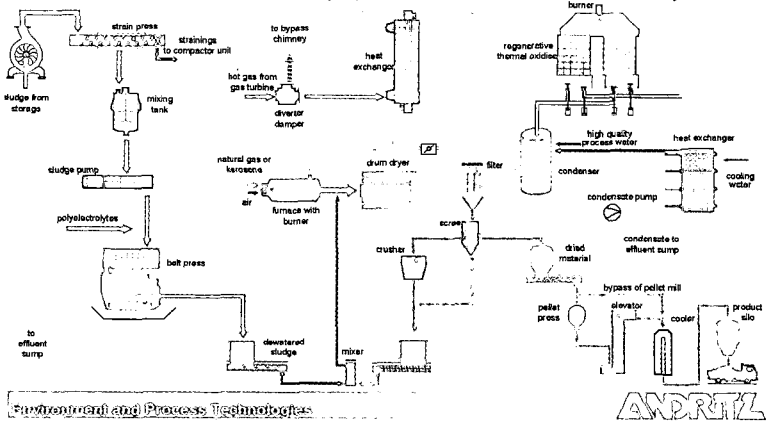 strain press
strainings
to compactor unit
sludge from
storage
mixing
tank
sludge pump
polyelectrolytes
belt press
to
effluent
sump
dewatered
sludge
mixer
to bypass
chimney
hot gas from
gas turbine
diverter
damper
heat
exchanger
natural gas or
kerosene
air
furnace with
burner
drum dryer
filter
screen
crusher
burner
regenerative
thermal oxidise
high quality
process water
condenser
heat exchanger
cooling
water
condensate pump
condensate to
effluent sump
dried
material
bypass of pellet mill
pellet
press
elevator
cooler
product
silo
Environment and Process Technologies
ANDRITZ